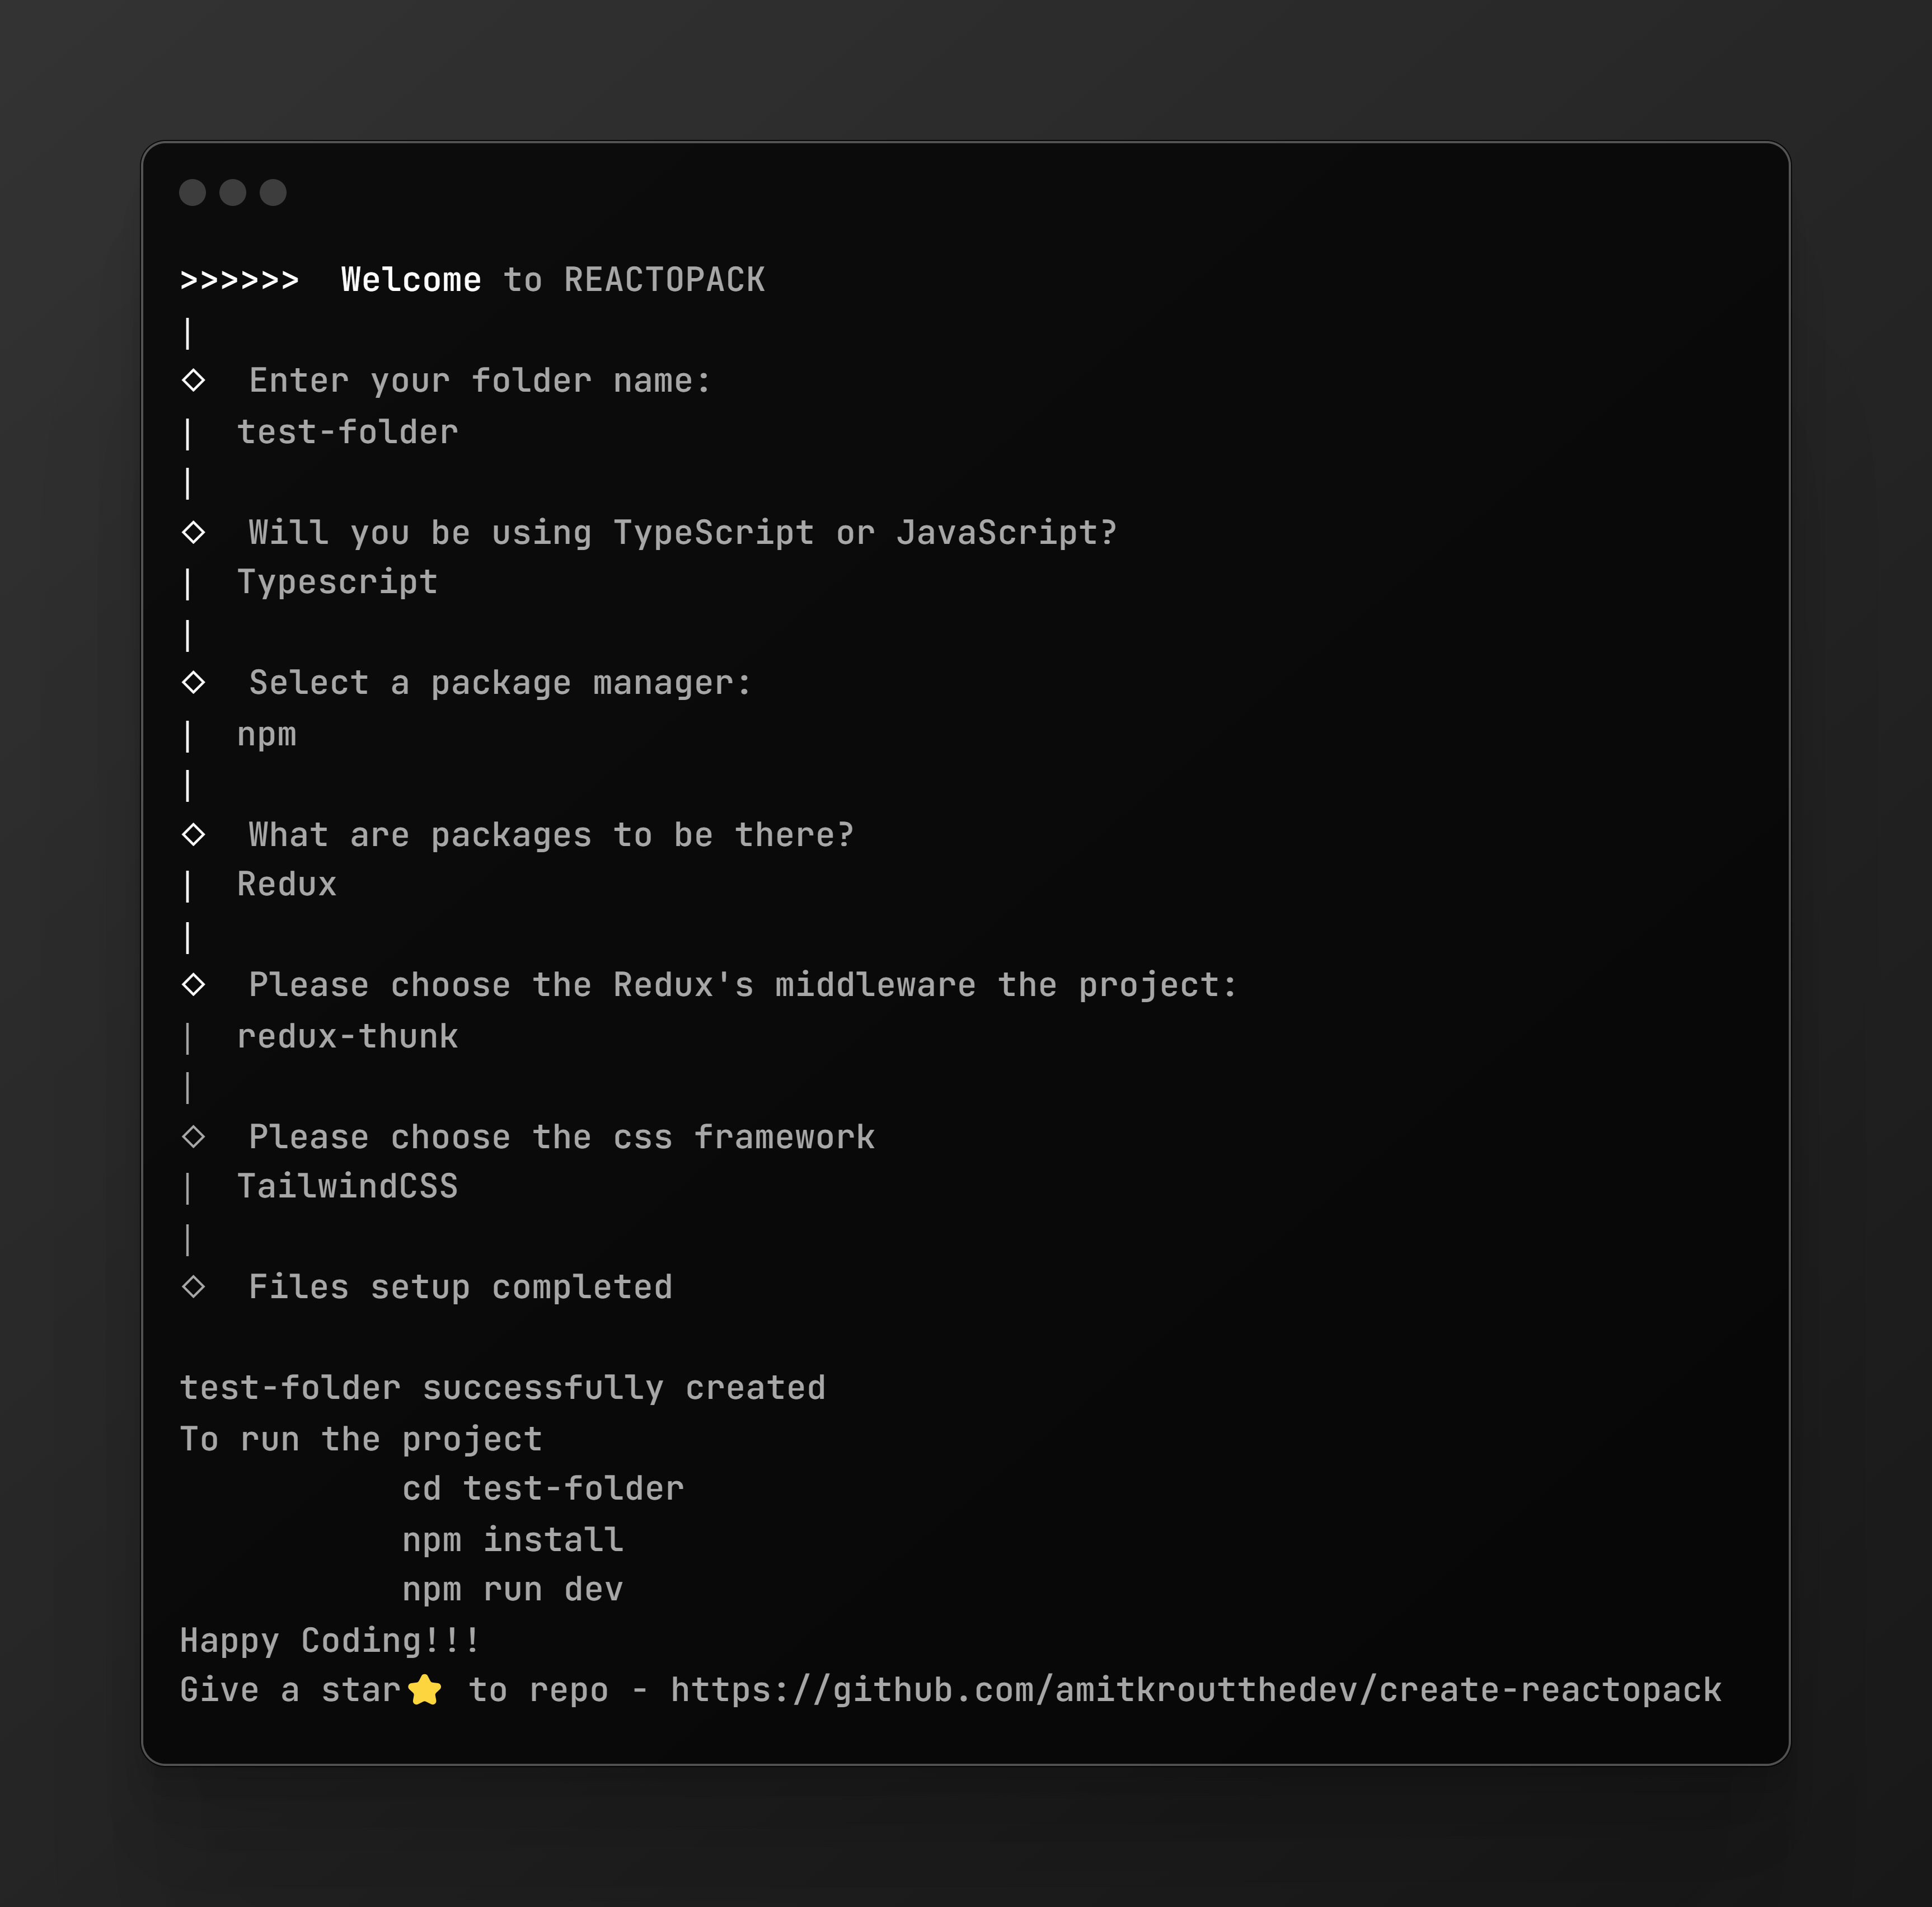 >>>>>>  Welcome to REACTOPACK
|
◇  Enter your folder name:
|  test-folder
|
◇  Will you be using TypeScript or JavaScript?
|  Typescript
|
◇  Select a package manager:
|  npm
|
◇  What are packages to be there?
|  Redux
|
◇  Please choose the Redux's middleware the project:
|  redux-thunk
|
◇  Please choose the css framework
|  TailwindCSS
|
◇  Files setup completed

test-folder successfully created
To run the project
           cd test-folder
           npm install
           npm run dev
Happy Coding!!!
Give a star⭐ to repo - https://github.com/amitkroutthedev/create-reactopack